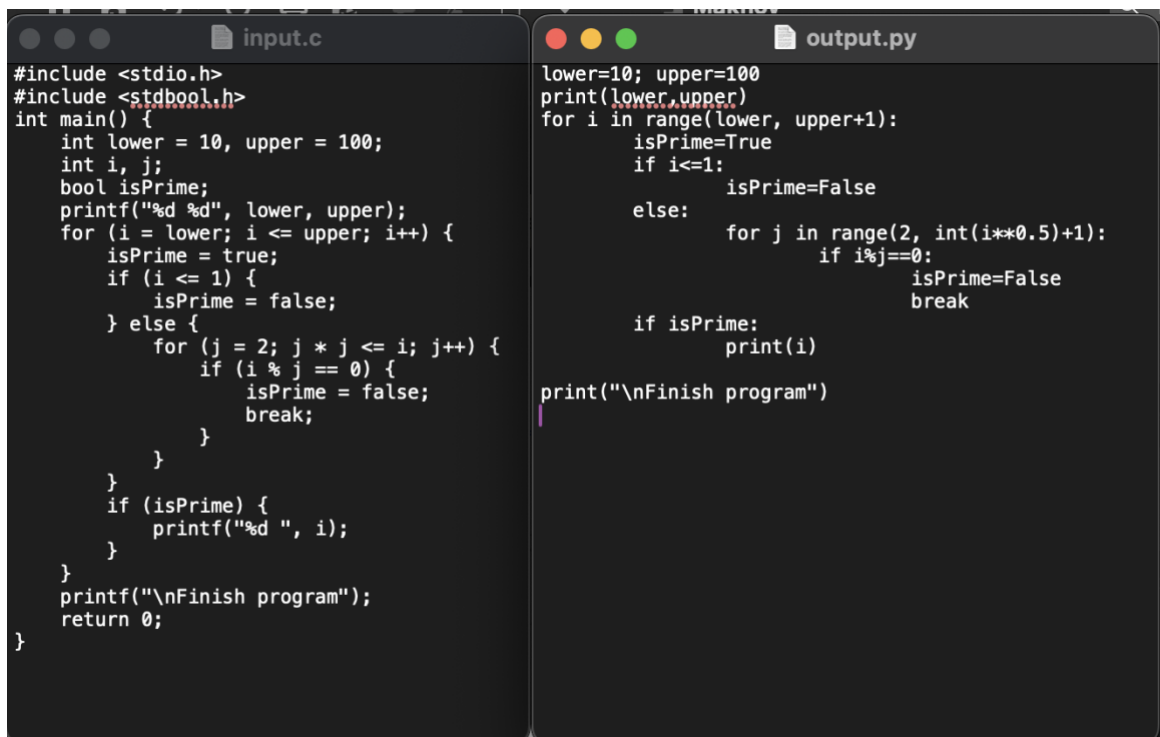 Makhov
input.c
#include <stdio.h>
#include <stdbool.h>
int main() {
    int lower = 10, upper = 100;
    int i, j;
    bool isPrime;
    printf("%d %d", lower, upper);
    for (i = lower; i <= upper; i++) {
        isPrime = true;
        if (i <= 1) {
            isPrime = false;
        } else {
            for (j = 2; j * j <= i; j++) {
                if (i % j == 0) {
                    isPrime = false;
                    break;
                }
            }
        }
        if (isPrime) {
            printf("%d ", i);
        }
    }
    printf("\nFinish program");
    return 0;
}
output.py
lower=10; upper=100
print(lower,upper)
for i in range(lower, upper+1):
        isPrime=True
        if i<=1:
                isPrime=False
        else:
                for j in range(2, int(i**0.5)+1):
                        if i%j==0:
                                isPrime=False
                                break
        if isPrime:
                print(i)

print("\nFinish program")